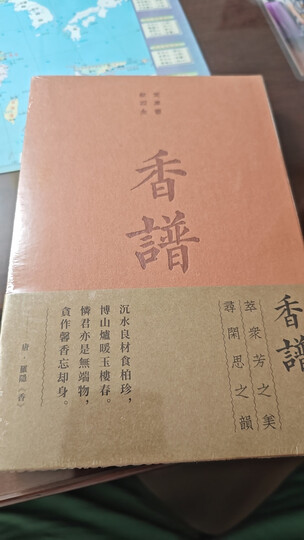 香譜
香譜
萃衆芳之美
尋閑思之韻
沉水良材食柏珍，
博山爐暖玉樓春。
憐君亦是無端物，
貪作馨香忘却身。
唐·羅隱《香》